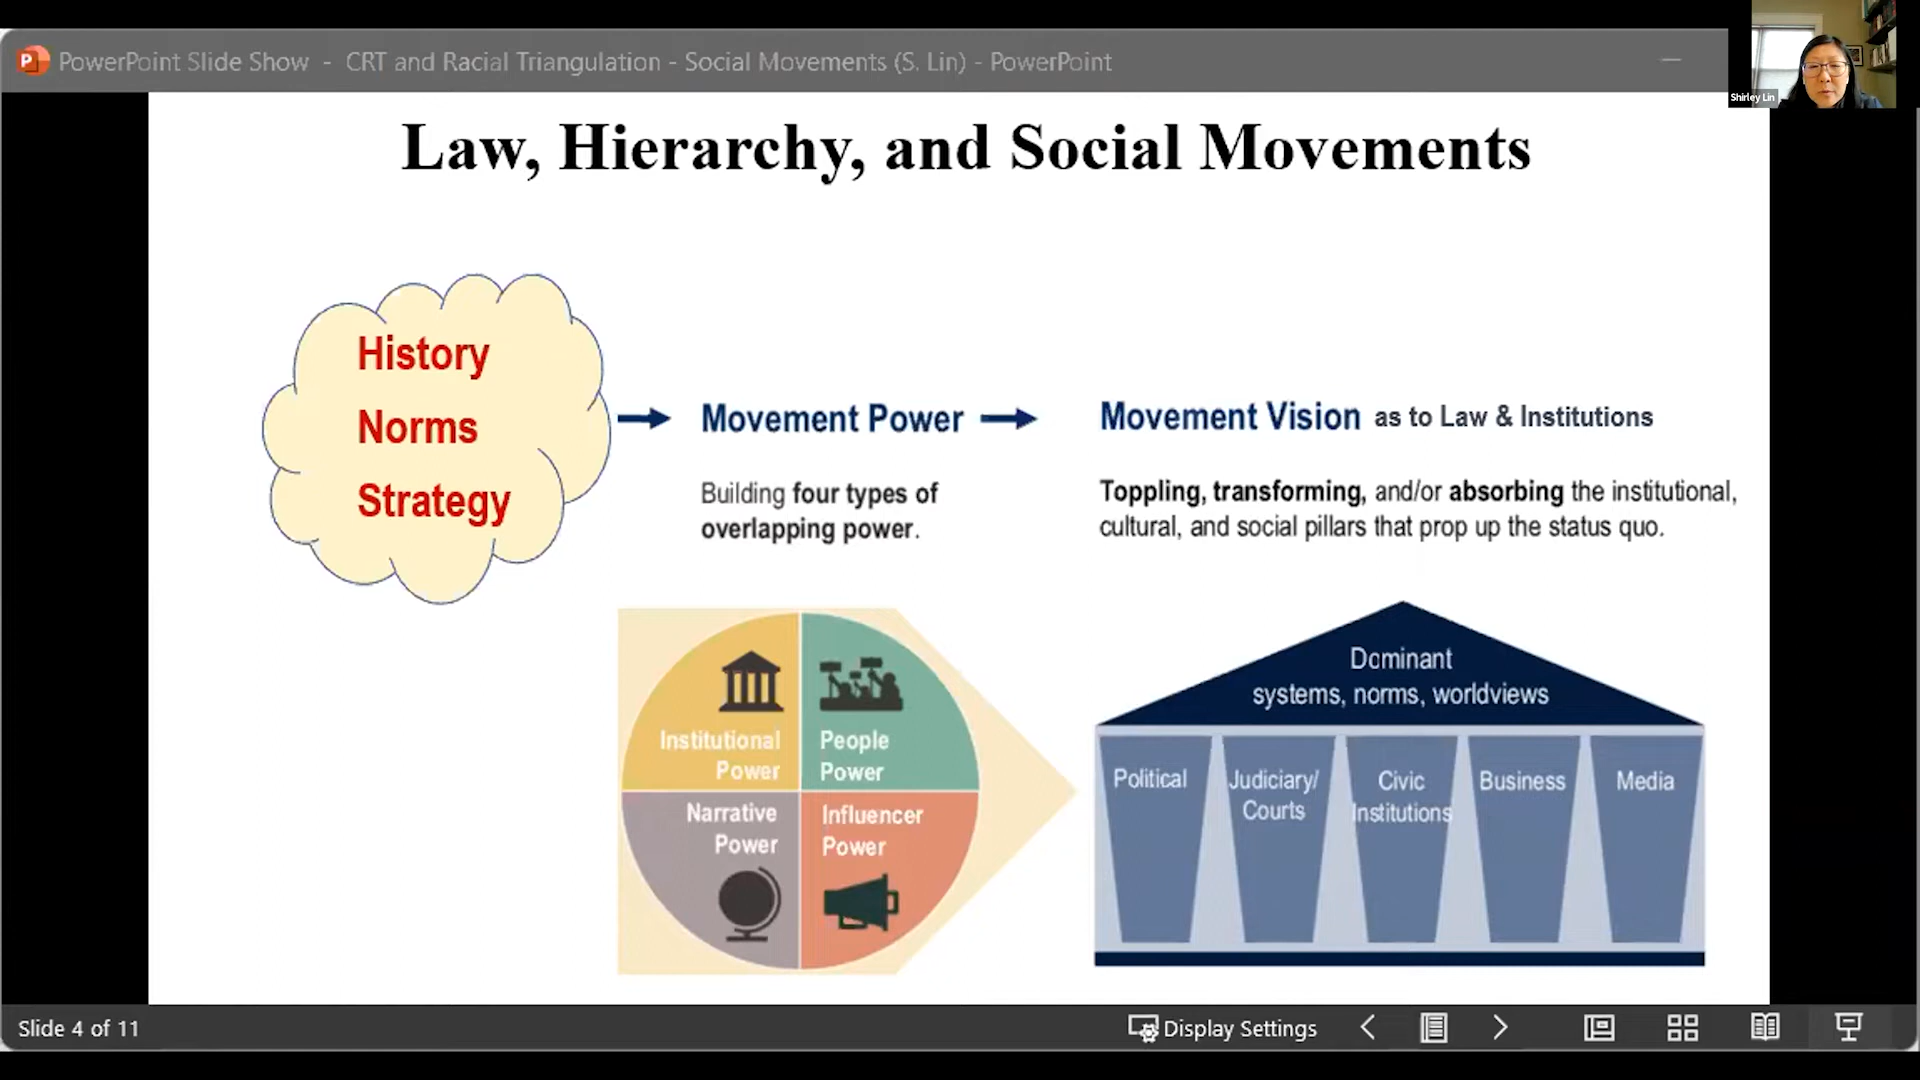 PowerPoint Slide Show - CRT and Racial Triangulation - Social Movements (S. Lin) - PowerPoint
Shirley Lin
Law, Hierarchy, and Social Movements
History
Norms
Strategy
Movement Power
Building four types of
overlapping power.
Movement Vision as to Law & Institutions
Toppling, transforming, and/or absorbing the institutional,
cultural, and social pillars that prop up the status quo.
Institutional
Power
People
Power
Narrative
Power
Influencer
Power
Dominant
systems, norms, worldviews
Political
Judiciary/
Courts
Civic
Institutions
Business
Media
Slide 4 of 11
Display Settings